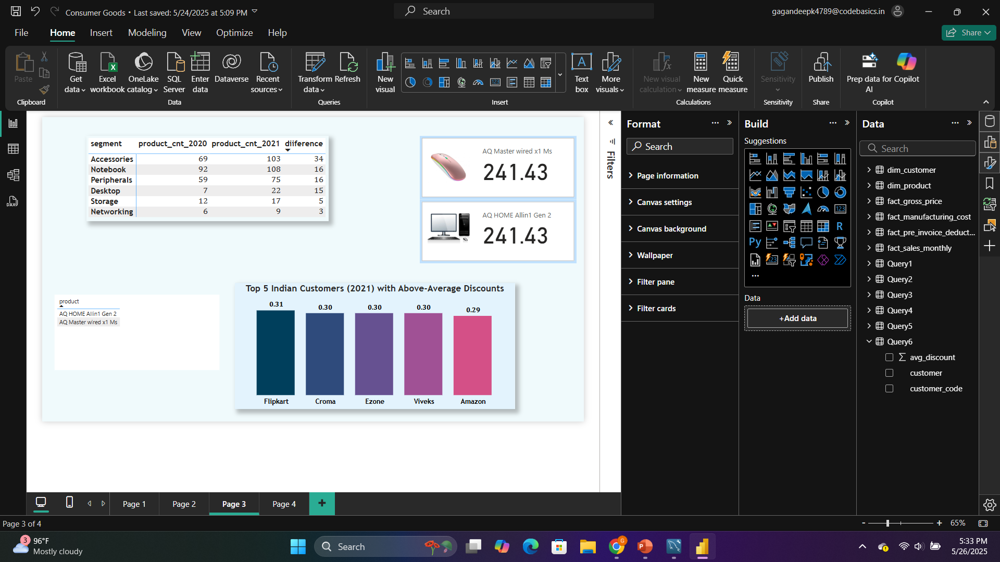 Consumer Goods • Last saved: 5/24/2025 at 5:09 PM
Search
gagandeepk4789@codebasics.in
File
Home
Insert
Modeling
View
Optimize
Help
Share
Paste
Get data
Excel workbook
OneLake catalog
SQL Server
Enter data
Dataverse
Recent sources
Transform data
Refresh
New visual
Text box
More visuals
New visual calculation
New measure
Quick measure
Sensitivity
Publish
Prep data for AI
Copilot
Clipboard
Data
Queries
Insert
Calculations
Sensitivity
Share
Copilot
DAX
segment product_cnt_2020 product_cnt_2021 diiference
Accessories 69 103 34
Notebook 92 108 16
Peripherals 59 75 16
Desktop 7 22 15
Storage 12 17 5
Networking 6 9 3
AQ Master wired x1 Ms
241.43
AQ HOME Allin1 Gen 2
241.43
product
AQ HOME Allin1 Gen 2
AQ Master wired x1 Ms
Top 5 Indian Customers (2021) with Above-Average Discounts
0.31 0.30 0.30 0.30 0.29
Flipkart Croma Ezone Viveks Amazon
Filters
Format
Search
Page information
Canvas settings
Canvas background
Wallpaper
Filter pane
Filter cards
Build
Suggestions
123
R
Py
123
Data
+Add data
Data
Search
dim_customer
dim_product
fact_gross_price
fact_manufacturing_cost
fact_pre_invoice_deduct...
fact_sales_monthly
Query1
Query2
Query3
Query4
Query5
Query6
avg_discount
customer
customer_code
Page 1
Page 2
Page 3
Page 4
Page 3 of 4
65%
3
96°F
Mostly cloudy
Search
G
P
5:33 PM
5/26/2025